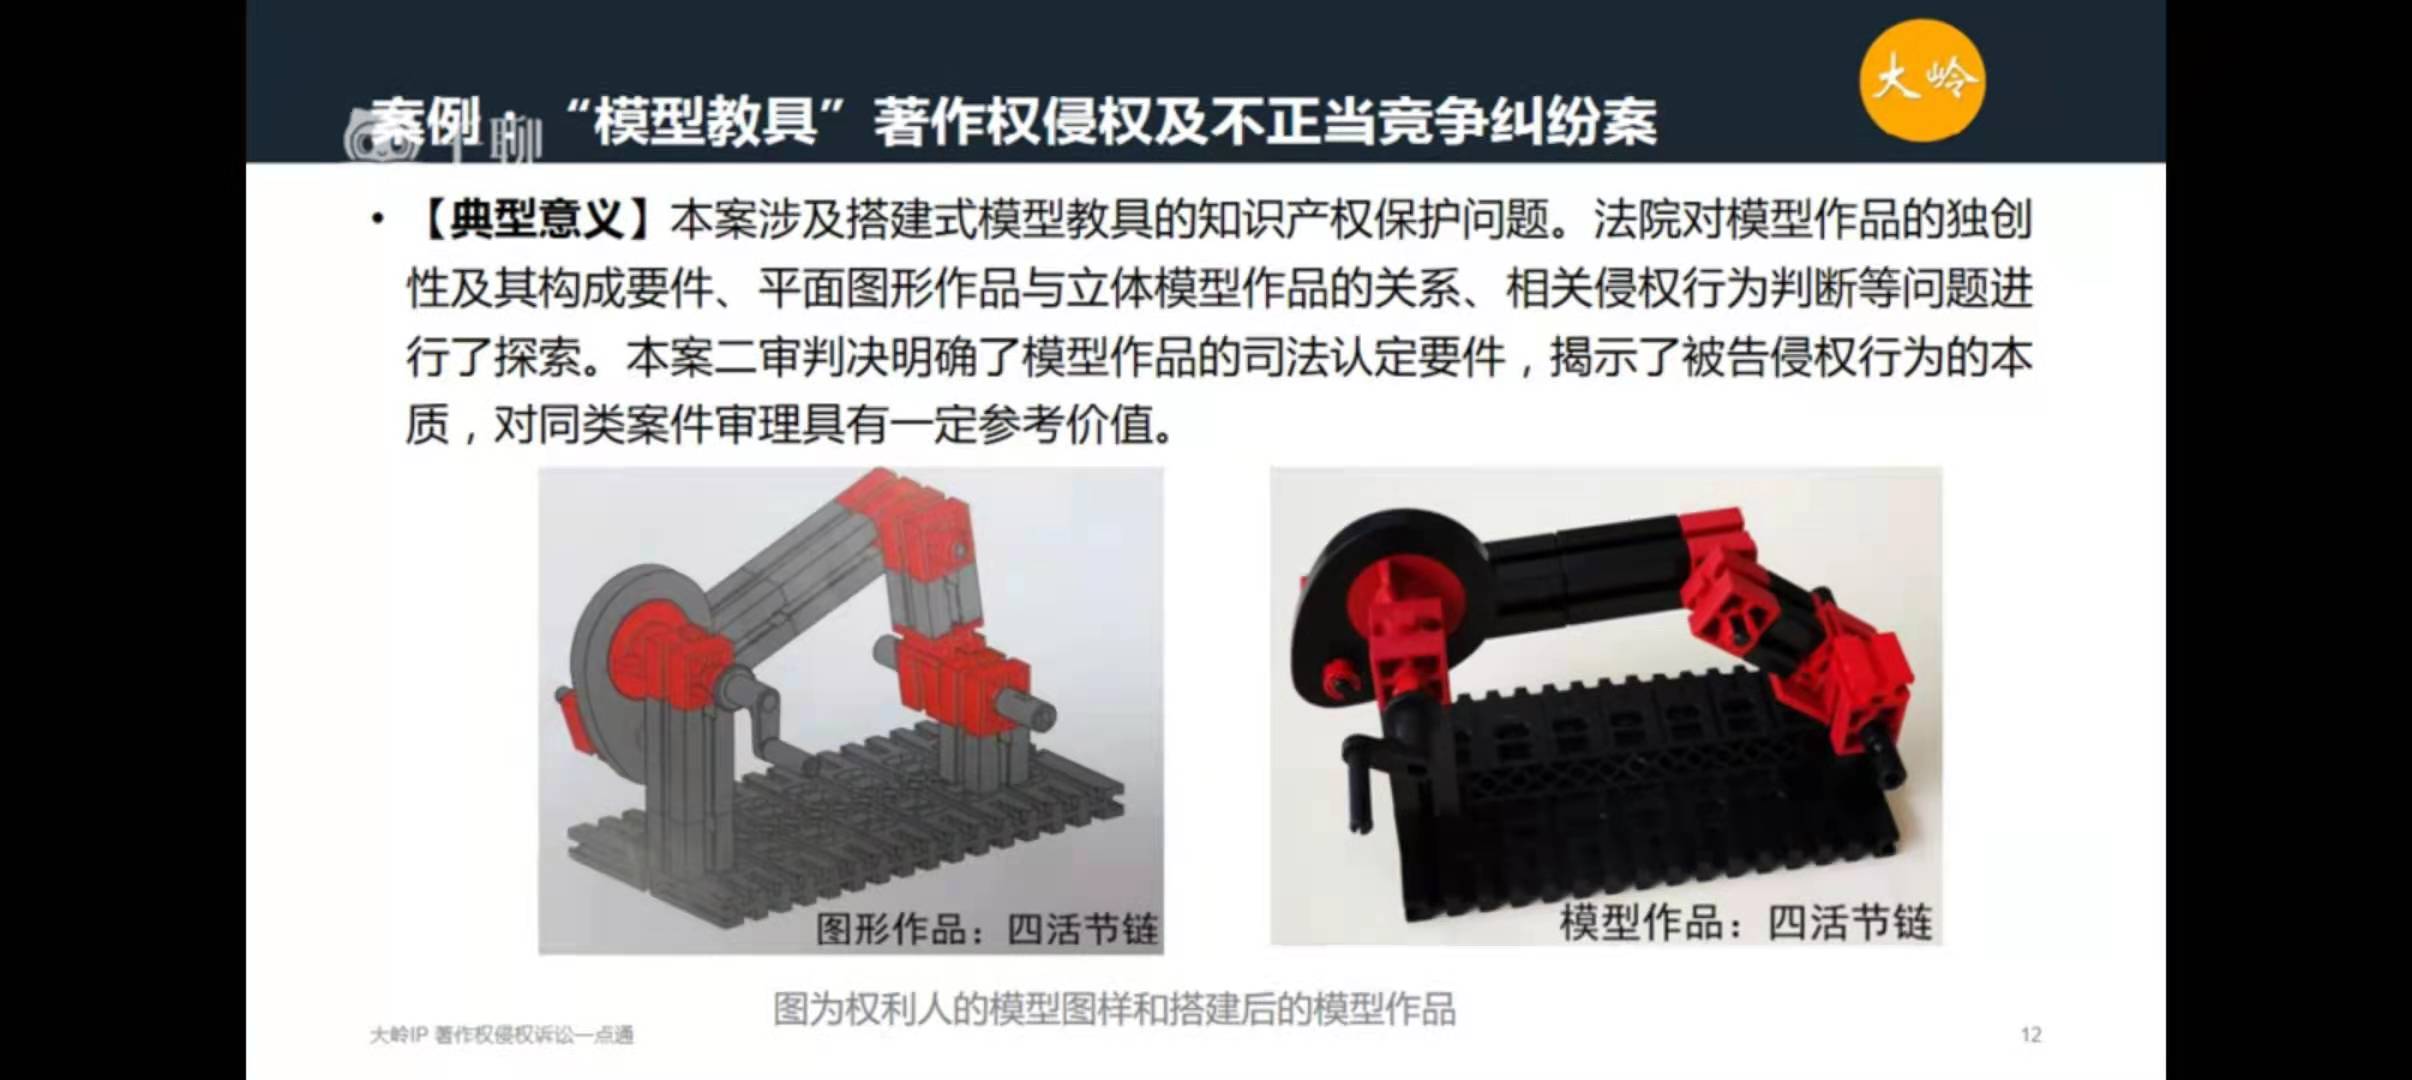 大岭
案例:“模型教具”著作权侵权及不正当竞争纠纷案
千聊
• 【典型意义】本案涉及搭建式模型教具的知识产权保护问题。法院对模型作品的独创
性及其构成要件、平面图形作品与立体模型作品的关系、相关侵权行为判断等问题进
行了探索。本案二审判决明确了模型作品的司法认定要件，揭示了被告侵权行为的本
质，对同类案件审理具有一定参考价值。
图形作品：四活节链
模型作品：四活节链
图为权利人的模型图样和搭建后的模型作品
大岭IP 著作权侵权诉讼一点通
12